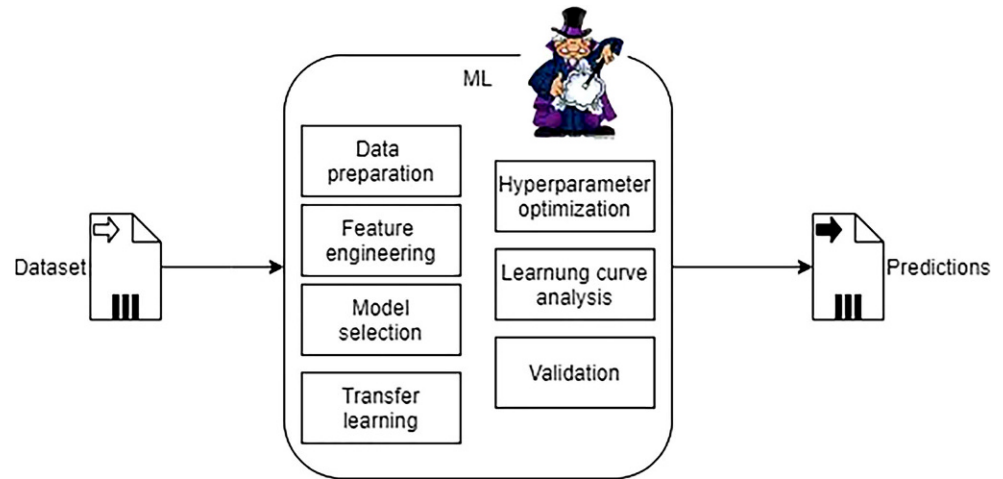 ML
Data
preparation
Feature
engineering
Model
selection
Transfer
learning
Hyperparameter
optimization
Learnung curve
analysis
Validation
Dataset
Predictions